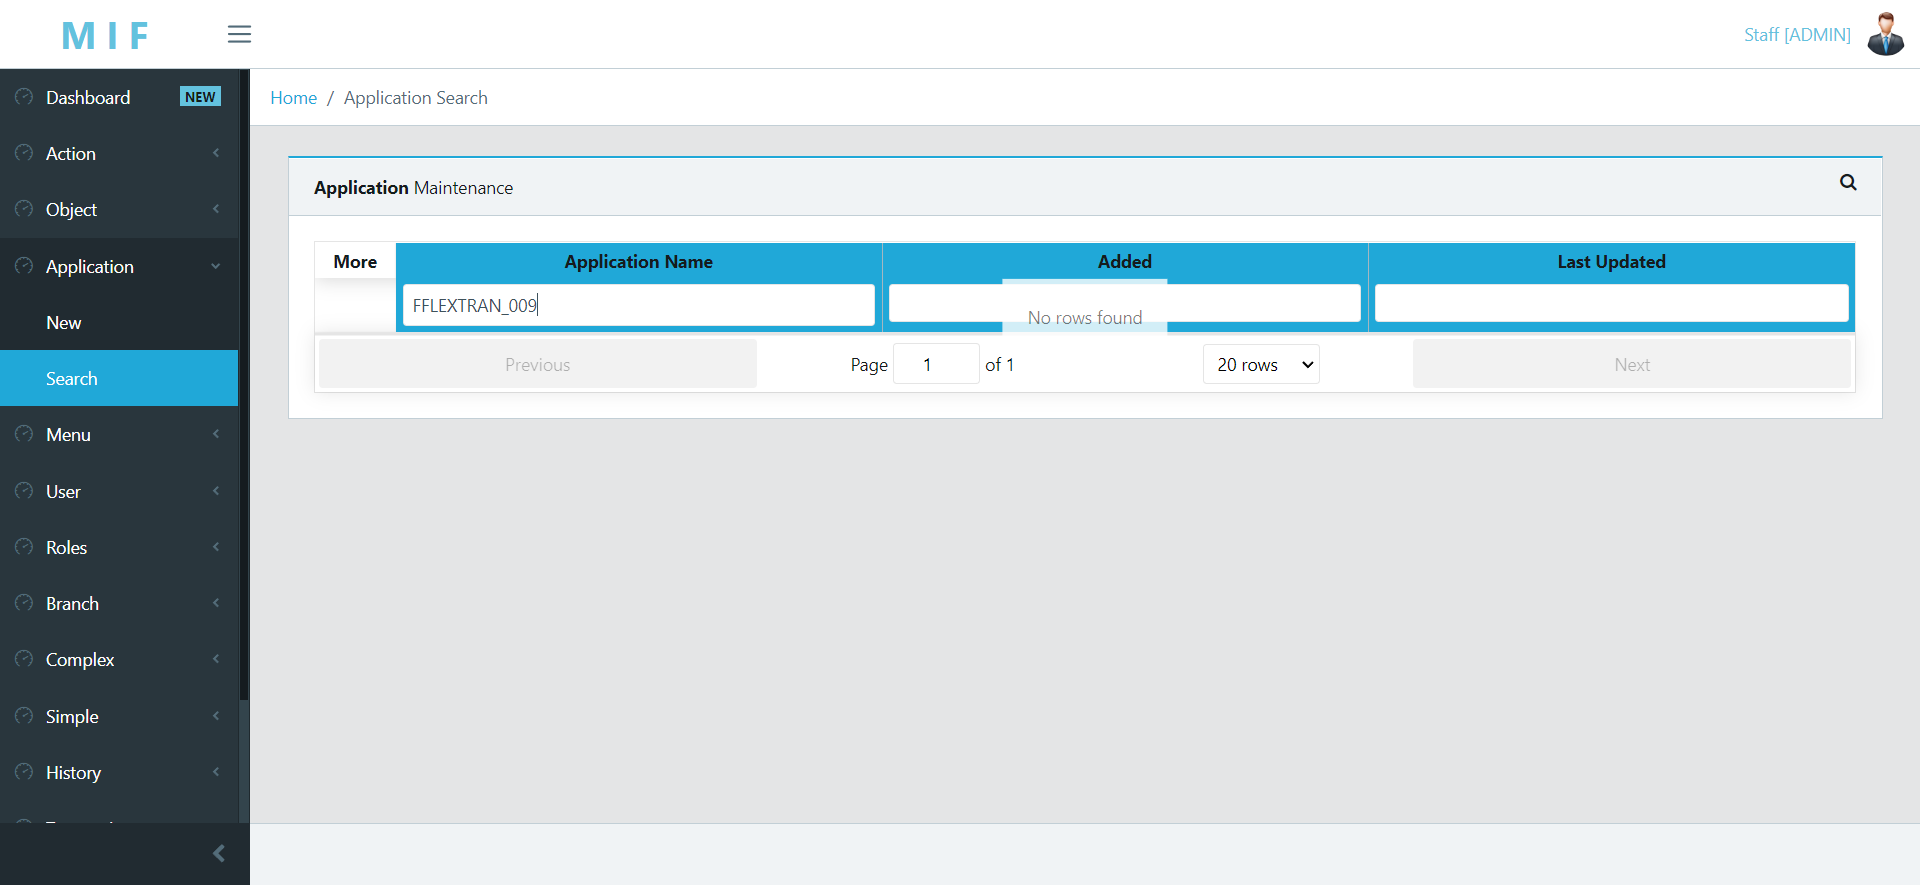 M I F
Staff [ADMIN]
Dashboard NEW
Action
Object
Application
New
Search
Menu
User
Roles
Branch
Complex
Simple
History
Home / Application Search
Application Maintenance
More Application Name Added Last Updated
FFLEXTRAN_009
No rows found
Previous Page 1 of 1 20 rows Next